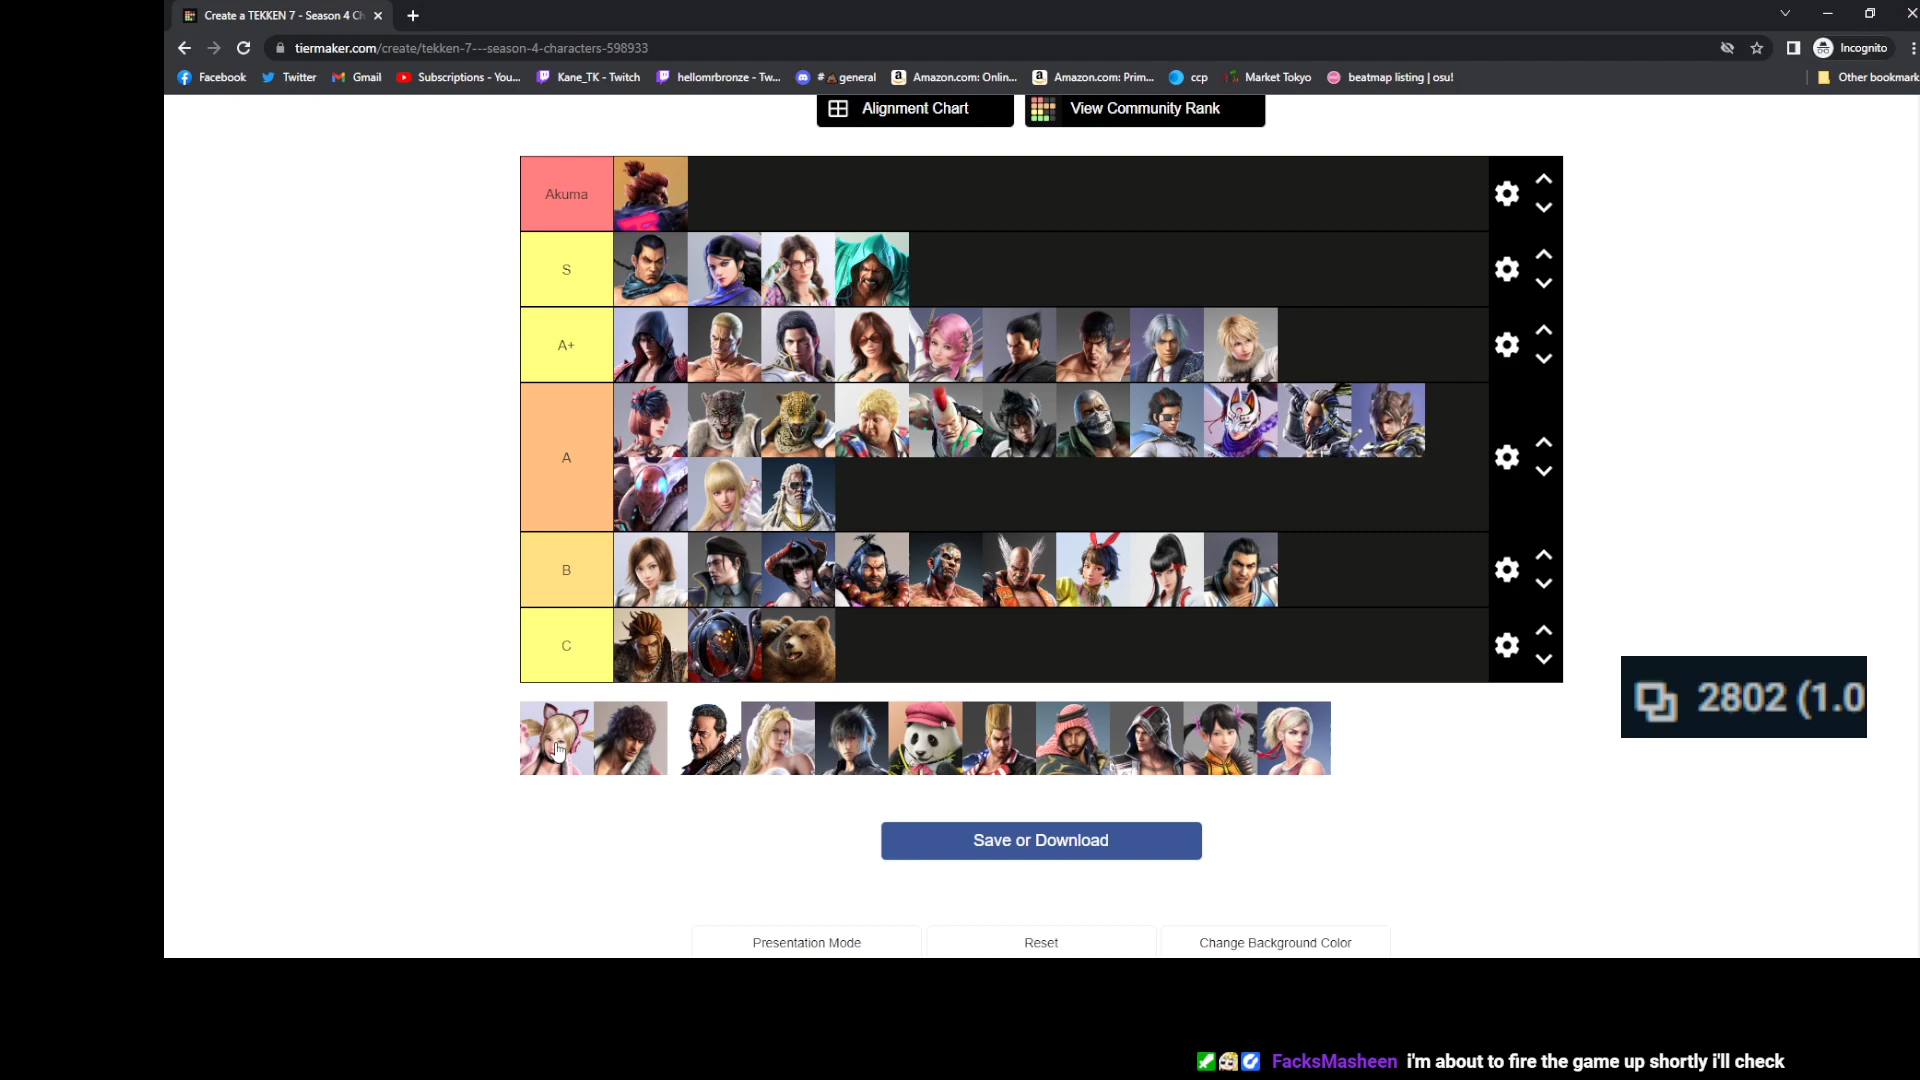 Create a TEKKEN 7 - Season 4 Ch
tiermaker.com/create/tekken-7---season-4-characters-598933
Incognito
Facebook
Twitter
Gmail
Subscriptions - You...
Kane_TK - Twitch
hellomrbronze - Tw...
#💩general
Amazon.com: Onlin...
Amazon.com: Prim...
ccp
Market Tokyo
beatmap listing | osu!
Other bookmark
Alignment Chart
View Community Rank
Akuma
S
A+
A
B
C
2802 (1.0
Save or Download
Presentation Mode
Reset
Change Background Color
FacksMasheen i'm about to fire the game up shortly i'll check